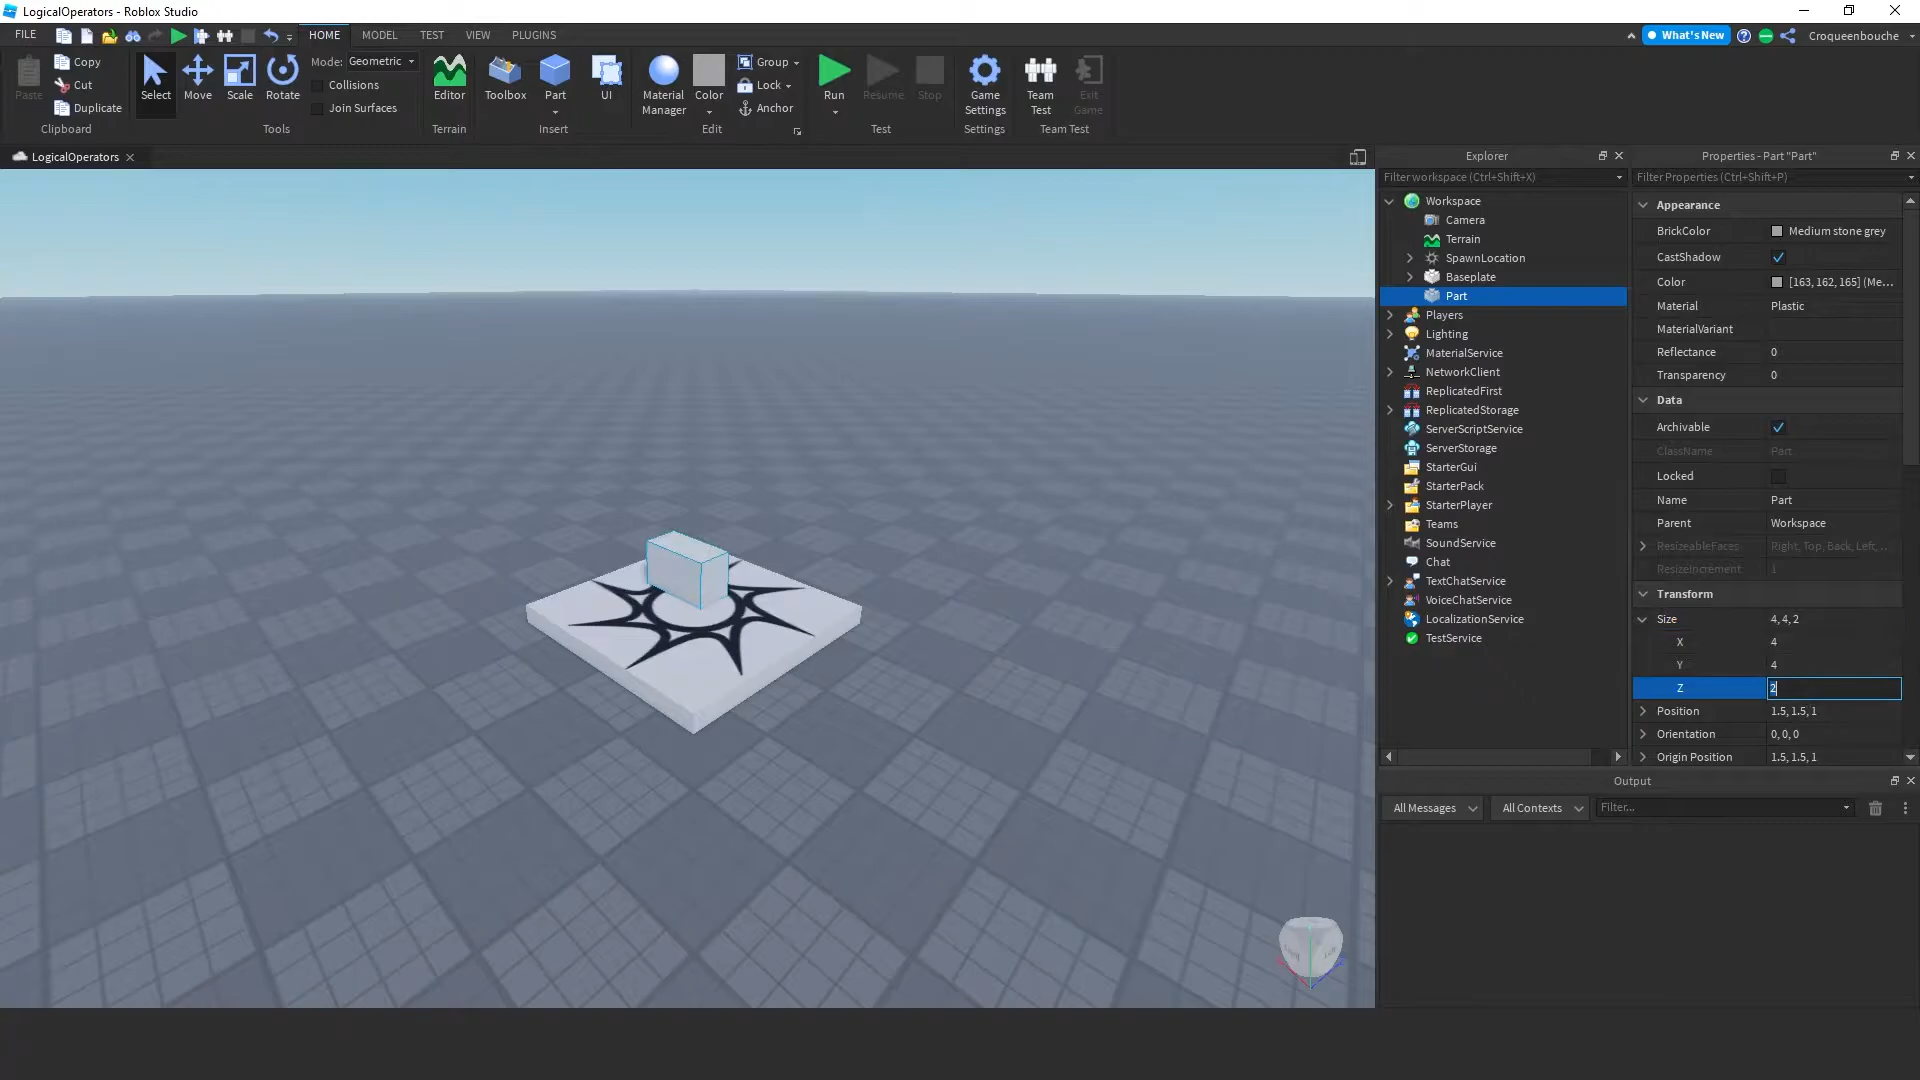 LogicalOperators - Roblox Studio
FILE
HOME
MODEL
TEST
VIEW
PLUGINS
What's New
Croqueenbouche
Paste
Copy
Cut
Duplicate
Clipboard
Select
Move
Scale
Rotate
Mode: Geometric
Collisions
Join Surfaces
Tools
Editor
Terrain
Toolbox
Part
UI
Insert
Material Manager
Color
Group
Lock
Anchor
Edit
Run
Resume
Stop
Test
Game Settings
Settings
Team Test
Exit Game
Team Test
LogicalOperators
Explorer
Filter workspace (Ctrl+Shift+X)
Workspace
Camera
Terrain
SpawnLocation
Baseplate
Part
Players
Lighting
MaterialService
NetworkClient
ReplicatedFirst
ReplicatedStorage
ServerScriptService
ServerStorage
StarterGui
StarterPack
StarterPlayer
Teams
SoundService
Chat
TextChatService
VoiceChatService
LocalizationService
TestService
Properties - Part "Part"
Filter Properties (Ctrl+Shift+P)
Appearance
BrickColor Medium stone grey
CastShadow
Color [163, 162, 165] (Me...
Material Plastic
MaterialVariant
Reflectance 0
Transparency 0
Data
Archivable
ClassName Part
Locked
Name Part
Parent Workspace
ResizeableFaces Right, Top, Back, Left, ...
ResizeIncrement 1
Transform
Size 4, 4, 2
X 4
Y 4
Z 2
Position 1.5, 1.5, 1
Orientation 0, 0, 0
Origin Position 1.5, 1.5, 1
Output
All Messages
All Contexts
Filter...